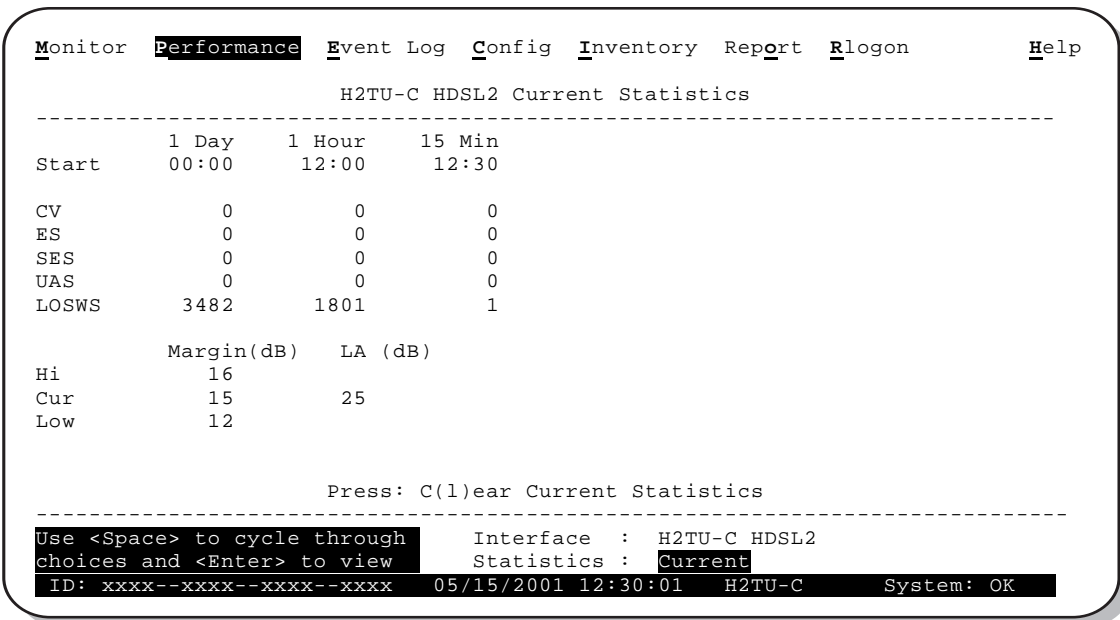 Monitor Performance Event Log Config Inventory Report Rlogon Help
H2TU-C HDSL2 Current Statistics
--------------------------------------------------------------------------------
1 Day 1 Hour 15 Min
Start 00:00 12:00 12:30
CV 0 0 0
ES 0 0 0
SES 0 0 0
UAS 0 0 0
LOSWS 3482 1801 1
Margin(dB) LA (dB)
Hi 16
Cur 15 25
Low 12
Press: C(l)ear Current Statistics
--------------------------------------------------------------------------------
Use <Space> to cycle through Interface : H2TU-C HDSL2
choices and <Enter> to view Statistics : Current
ID: xxxx--xxxx--xxxx--xxxx 05/15/2001 12:30:01 H2TU-C System: OK